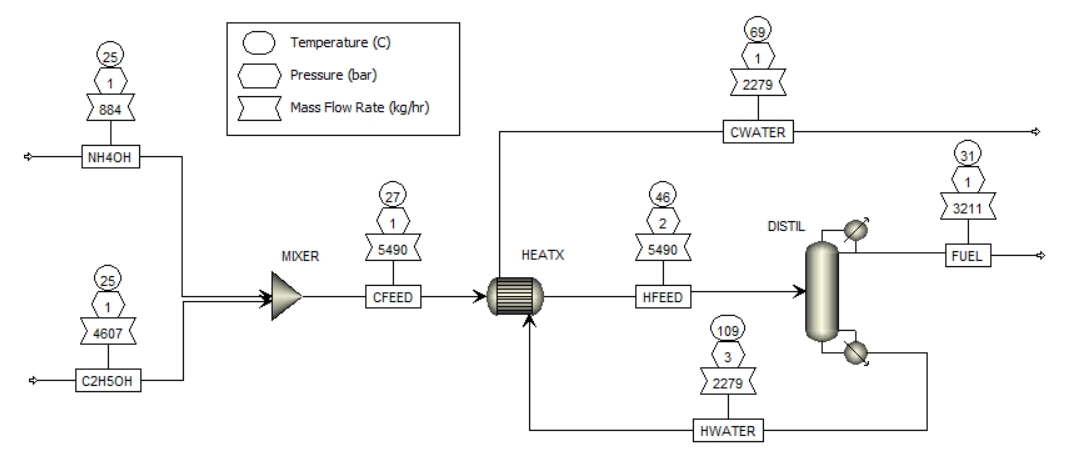 Temperature (C)
Pressure (bar)
Mass Flow Rate (kg/hr)
25
1
884
NH4OH
69
1
2279
CWATER
31
1
3211
FUEL
27
1
5490
CFEED
46
2
5490
HFEED
DISTIL
MIXER
HEATX
25
1
4607
C2H5OH
109
3
2279
HWATER